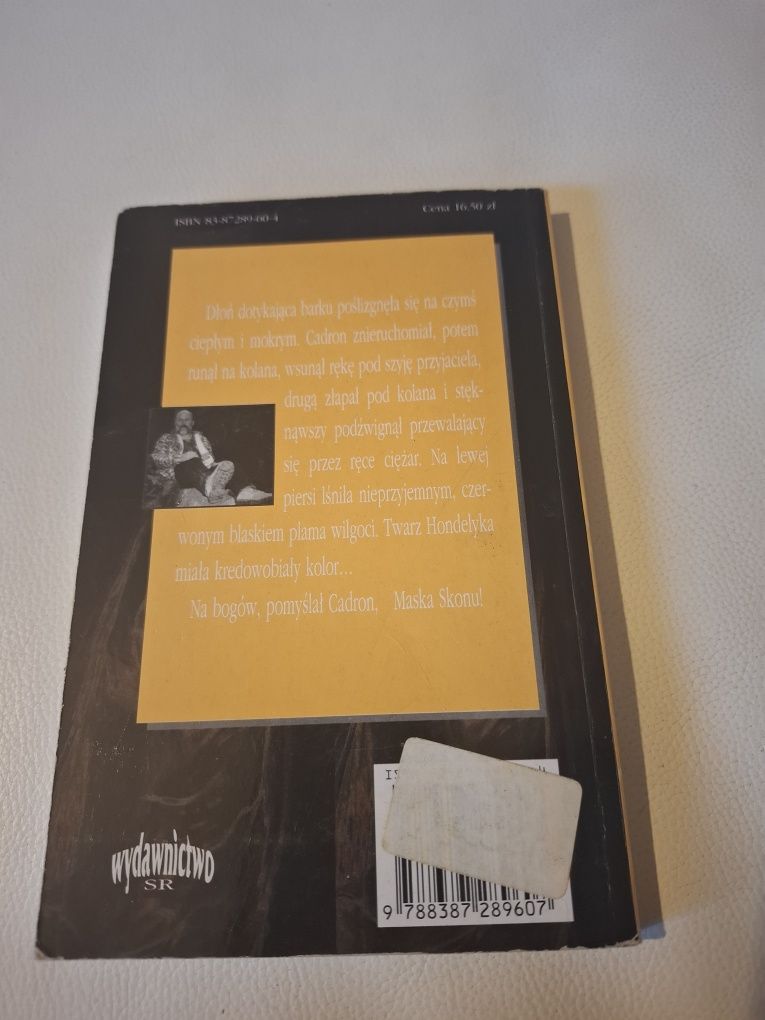 ISBN 83-87289-60-4
Cena 16,50 zł
Dłoń dotykająca barku poślizgnęła się na czymś
ciepłym i mokrym. Cadron znieruchomiał, potem
runął na kolana, wsunął rękę pod szyję przyjaciela,
drugą złapał pod kolana i stęk-
nąwszy podźwignął przewalający
się przez ręce ciężar. Na lewej
piersi lśniła nieprzyjemnym, czer-
wonym blaskiem plama wilgoci. Twarz Hondelyka
miała kredowobiały kolor...
Na bogów, pomyślał Cadron, Maska Skonu!
wydawnictwo
SR
9 788387 289607